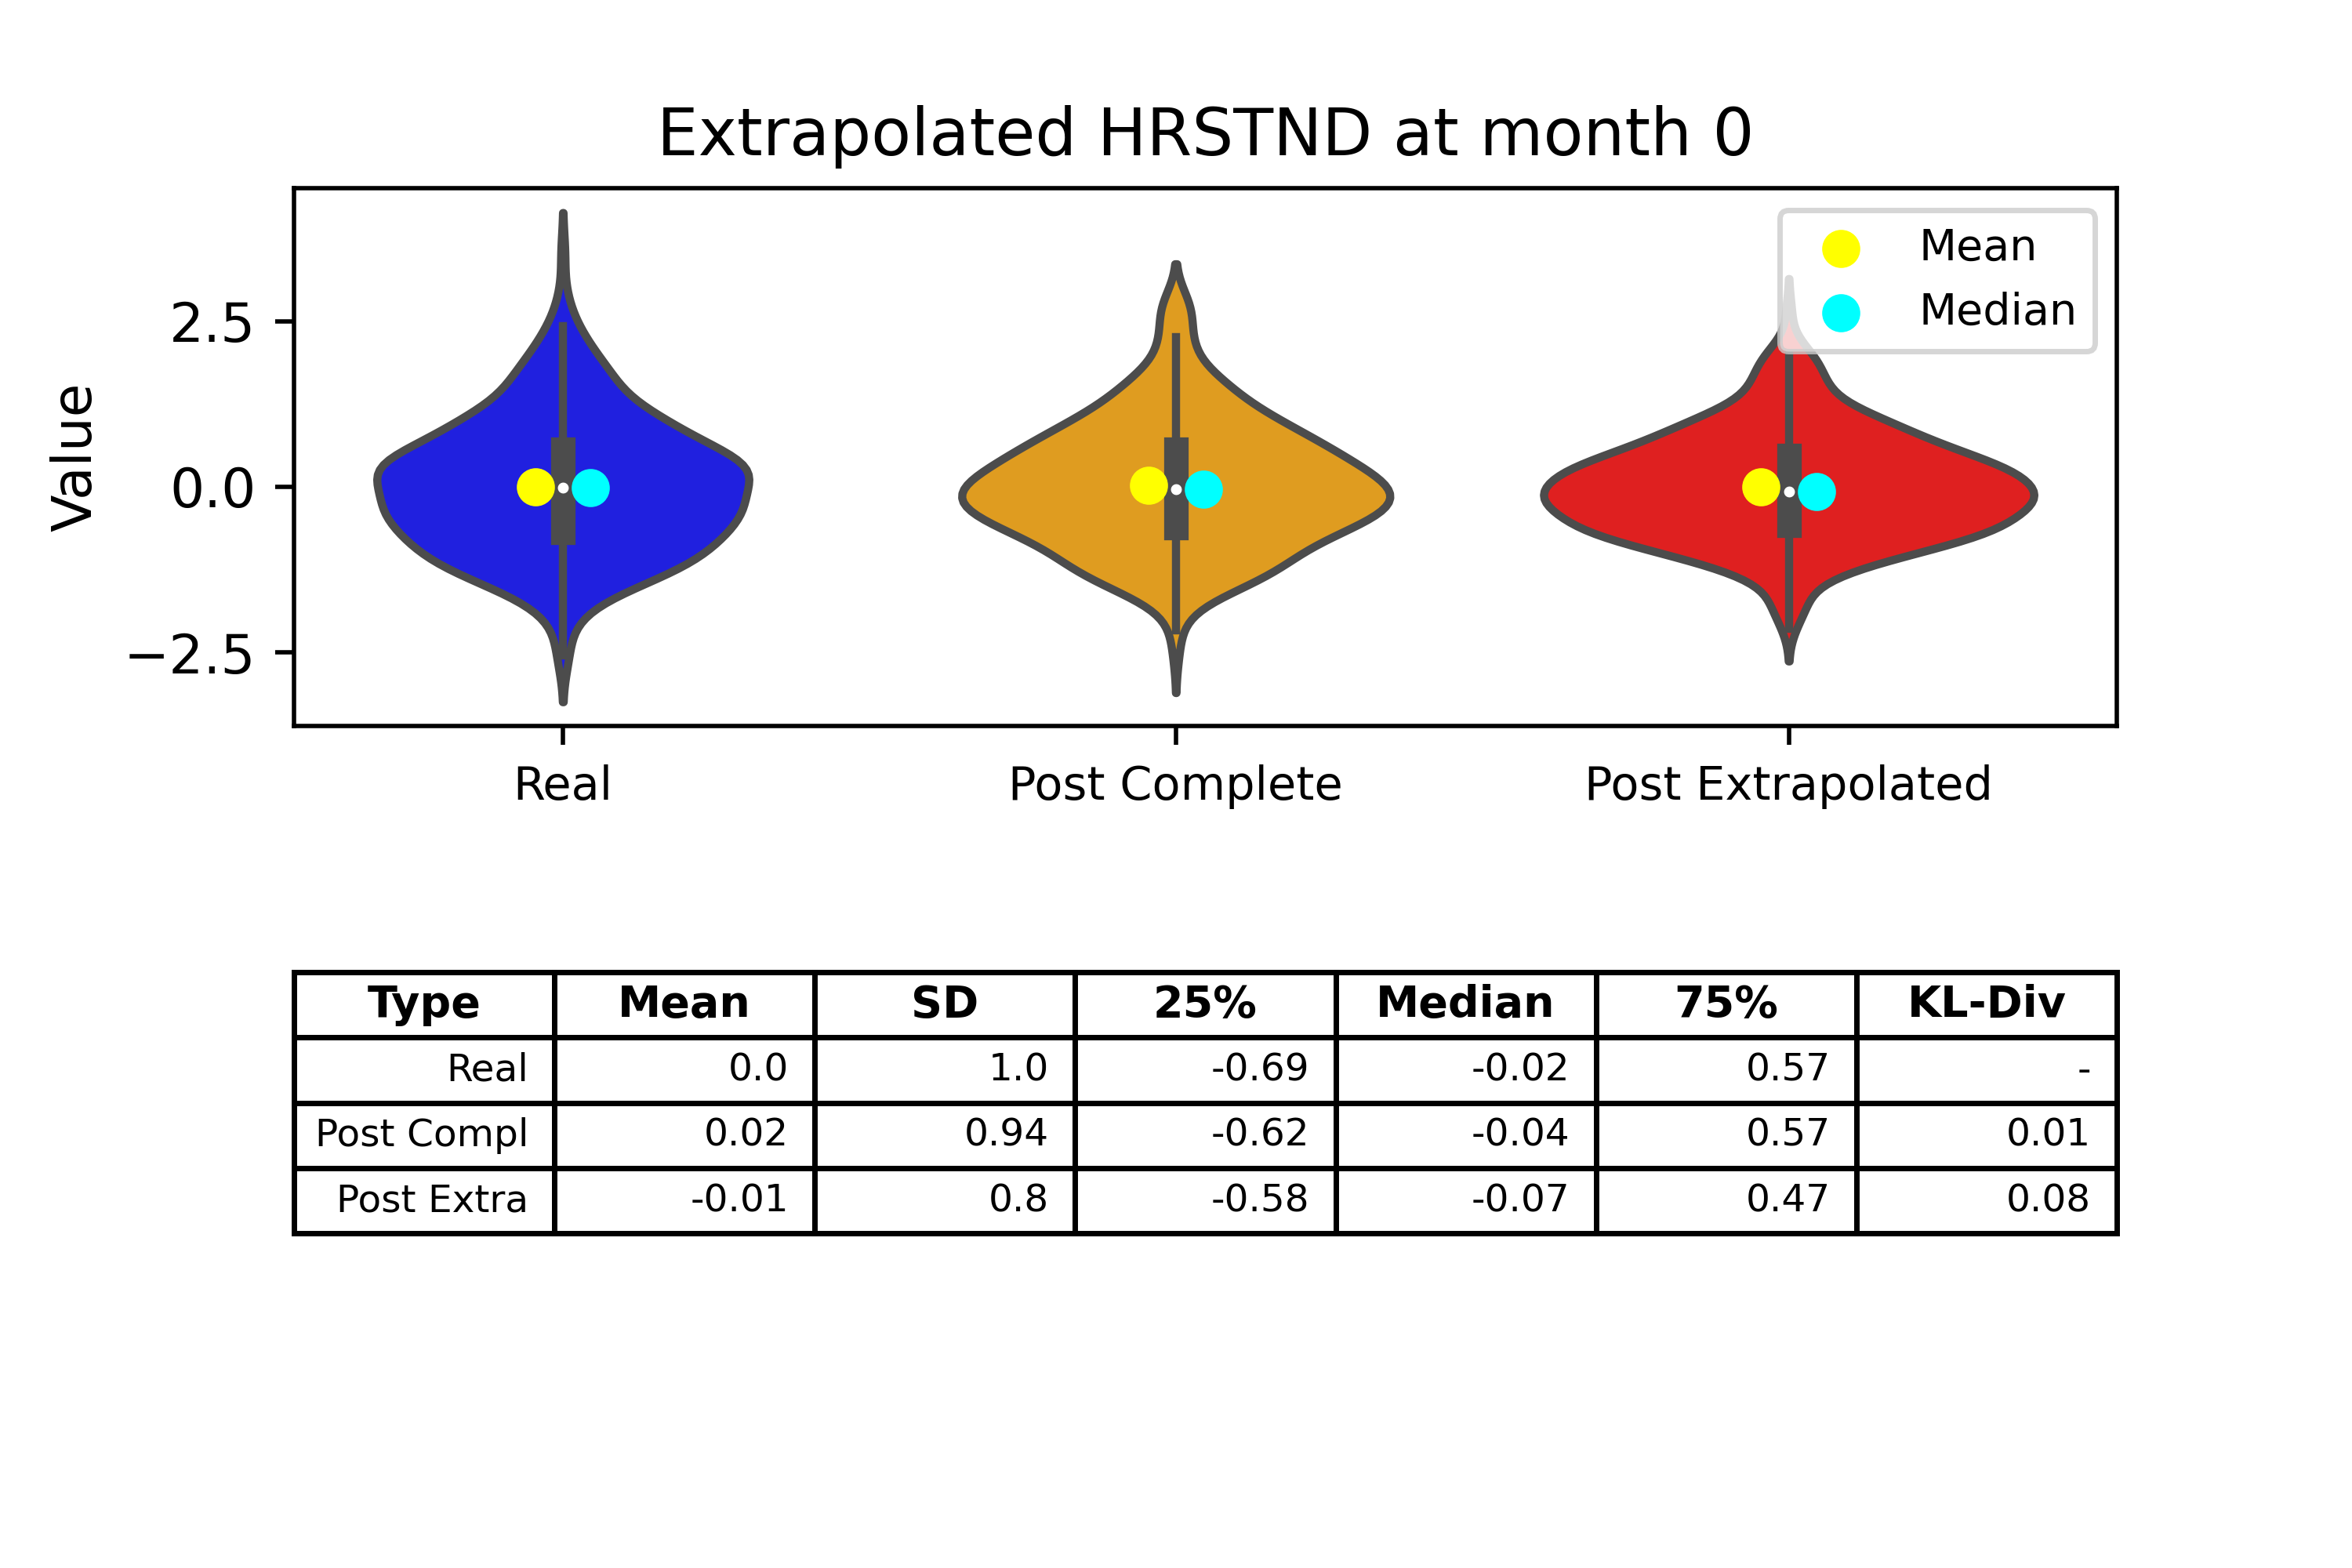 Extrapolated HRSTND at month 0
Mean
Median
2.5
0.0
−2.5
Value
Real Post Complete Post Extrapolated
Type Mean SD 25% Median 75% KL-Div
Real 0.0 1.0 -0.69 -0.02 0.57 -
Post Compl 0.02 0.94 -0.62 -0.04 0.57 0.01
Post Extra -0.01 0.8 -0.58 -0.07 0.47 0.08